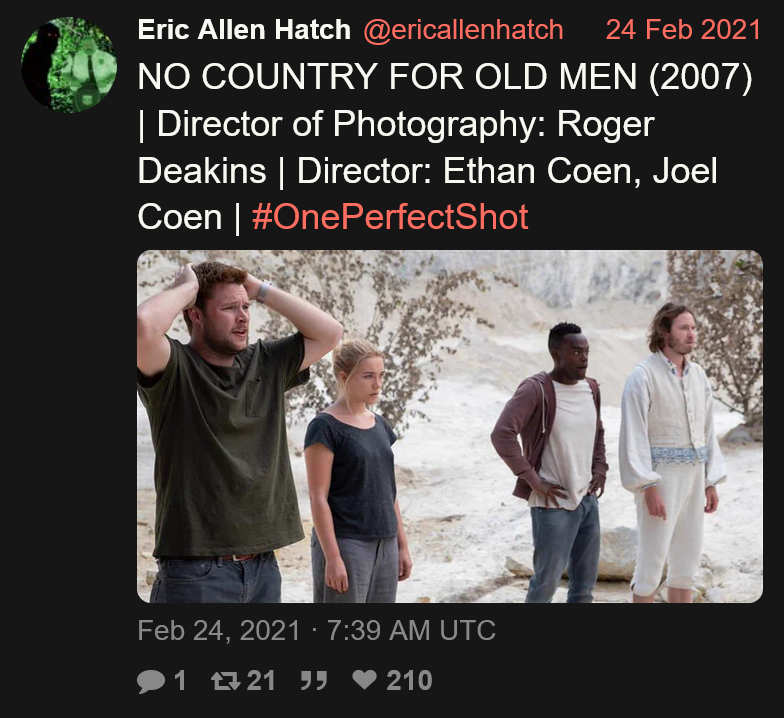 Eric Allen Hatch @ericallenhatch 24 Feb 2021
NO COUNTRY FOR OLD MEN (2007)
| Director of Photography: Roger
Deakins | Director: Ethan Coen, Joel
Coen | #OnePerfectShot
Feb 24, 2021 · 7:39 AM UTC
1 21 210